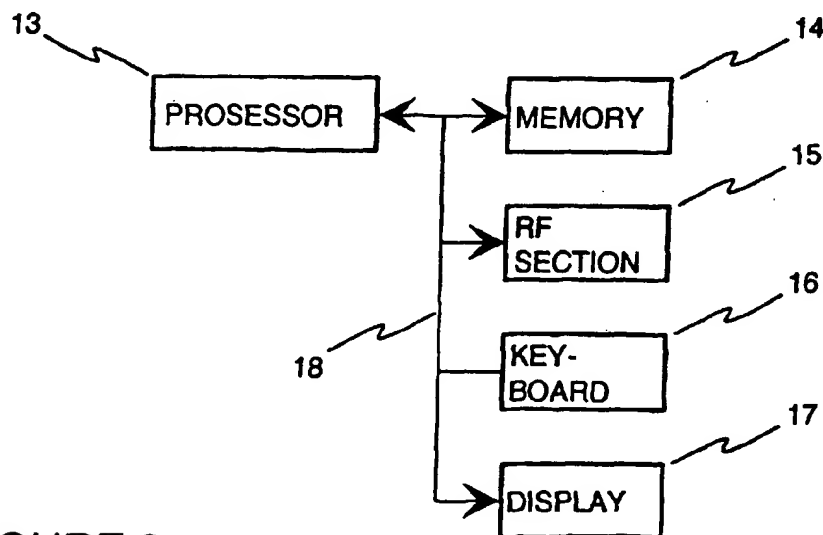 13
14
PROSESSOR
MEMORY
15
RF
SECTION
16
18
KEY-
BOARD
17
DISPLAY